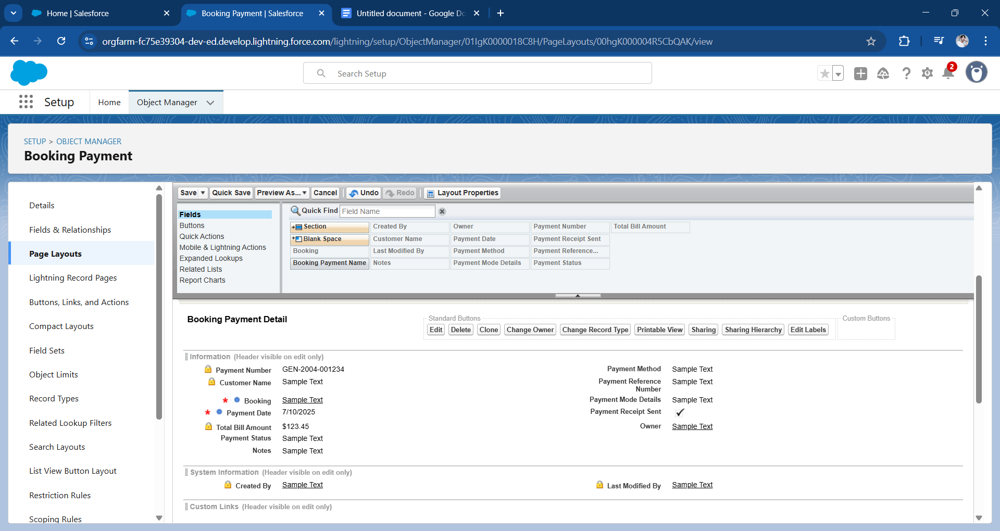 Home | Salesforce
Booking Payment | Salesforce
Untitled document - Google Do
orgfarm-fc75e39304-dev-ed.develop.lightning.force.com/lightning/setup/ObjectManager/01IgK0000018C8H/PageLayouts/00hgK000004R5CbQAK/view
Search Setup
2
Setup
Home
Object Manager
SETUP > OBJECT MANAGER
Booking Payment
Details
Fields & Relationships
Page Layouts
Lightning Record Pages
Buttons, Links, and Actions
Compact Layouts
Field Sets
Object Limits
Record Types
Related Lookup Filters
Search Layouts
List View Button Layout
Restriction Rules
Scoping Rules
Save Quick Save Preview As... Cancel Undo Redo Layout Properties
Fields
Buttons
Quick Actions
Mobile & Lightning Actions
Expanded Lookups
Related Lists
Report Charts
Quick Find Field Name
Section Created By Owner Payment Number Total Bill Amount
Blank Space Customer Name Payment Date Payment Receipt Sent
Booking Last Modified By Payment Method Payment Reference...
Booking Payment Name Notes Payment Mode Details Payment Status
Booking Payment Detail
Standard Buttons
Custom Buttons
Edit Delete Clone Change Owner Change Record Type Printable View Sharing Sharing Hierarchy Edit Labels
Information (Header visible on edit only)
Payment Number GEN-2004-001234
Customer Name Sample Text
* Booking Sample Text
* Payment Date 7/10/2025
Total Bill Amount $123.45
Payment Status Sample Text
Notes Sample Text
Payment Method Sample Text
Payment Reference Number Sample Text
Payment Mode Details Sample Text
Payment Receipt Sent
Owner Sample Text
System Information (Header visible on edit only)
Created By Sample Text
Last Modified By Sample Text
Custom Links (Header visible on edit only)